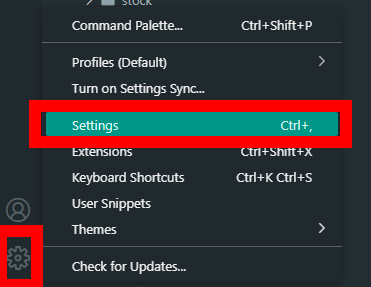 stock
Command Palette... Ctrl+Shift+P
Profiles (Default)
Turn on Settings Sync...
Settings Ctrl+,
Extensions Ctrl+Shift+X
Keyboard Shortcuts Ctrl+K Ctrl+S
User Snippets
Themes
Check for Updates...